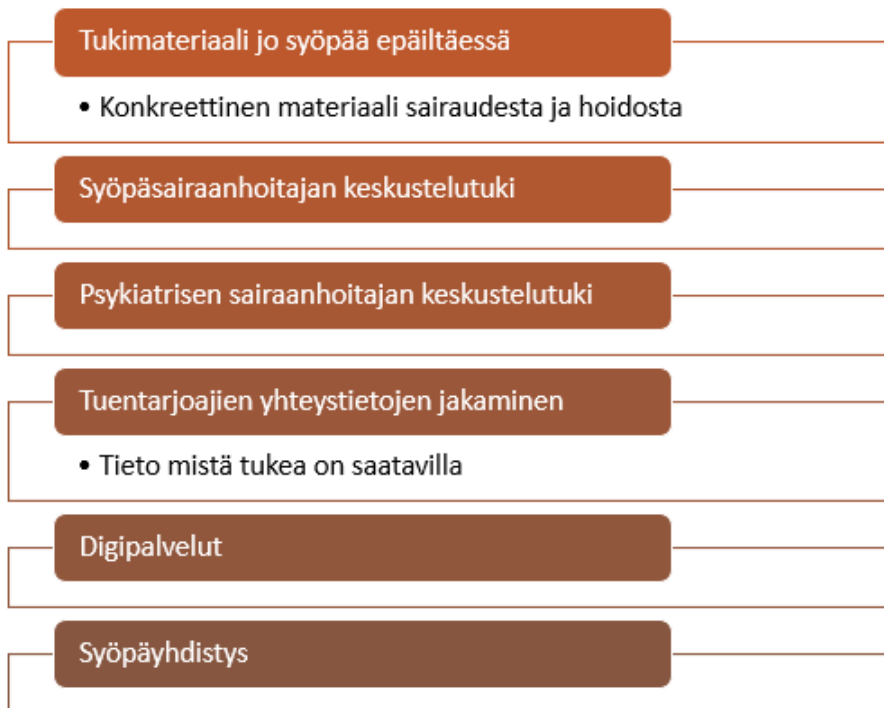 Tukimateriaali jo syöpää epäiltäessä
• Konkreettinen materiaali sairaudesta ja hoidosta
Syöpäsairaanhoitajan keskustelutuki
Psykiatrisen sairaanhoitajan keskustelutuki
Tuentarjoajien yhteystietojen jakaminen
• Tieto mistä tukea on saatavilla
Digipalvelut
Syöpäyhdistys